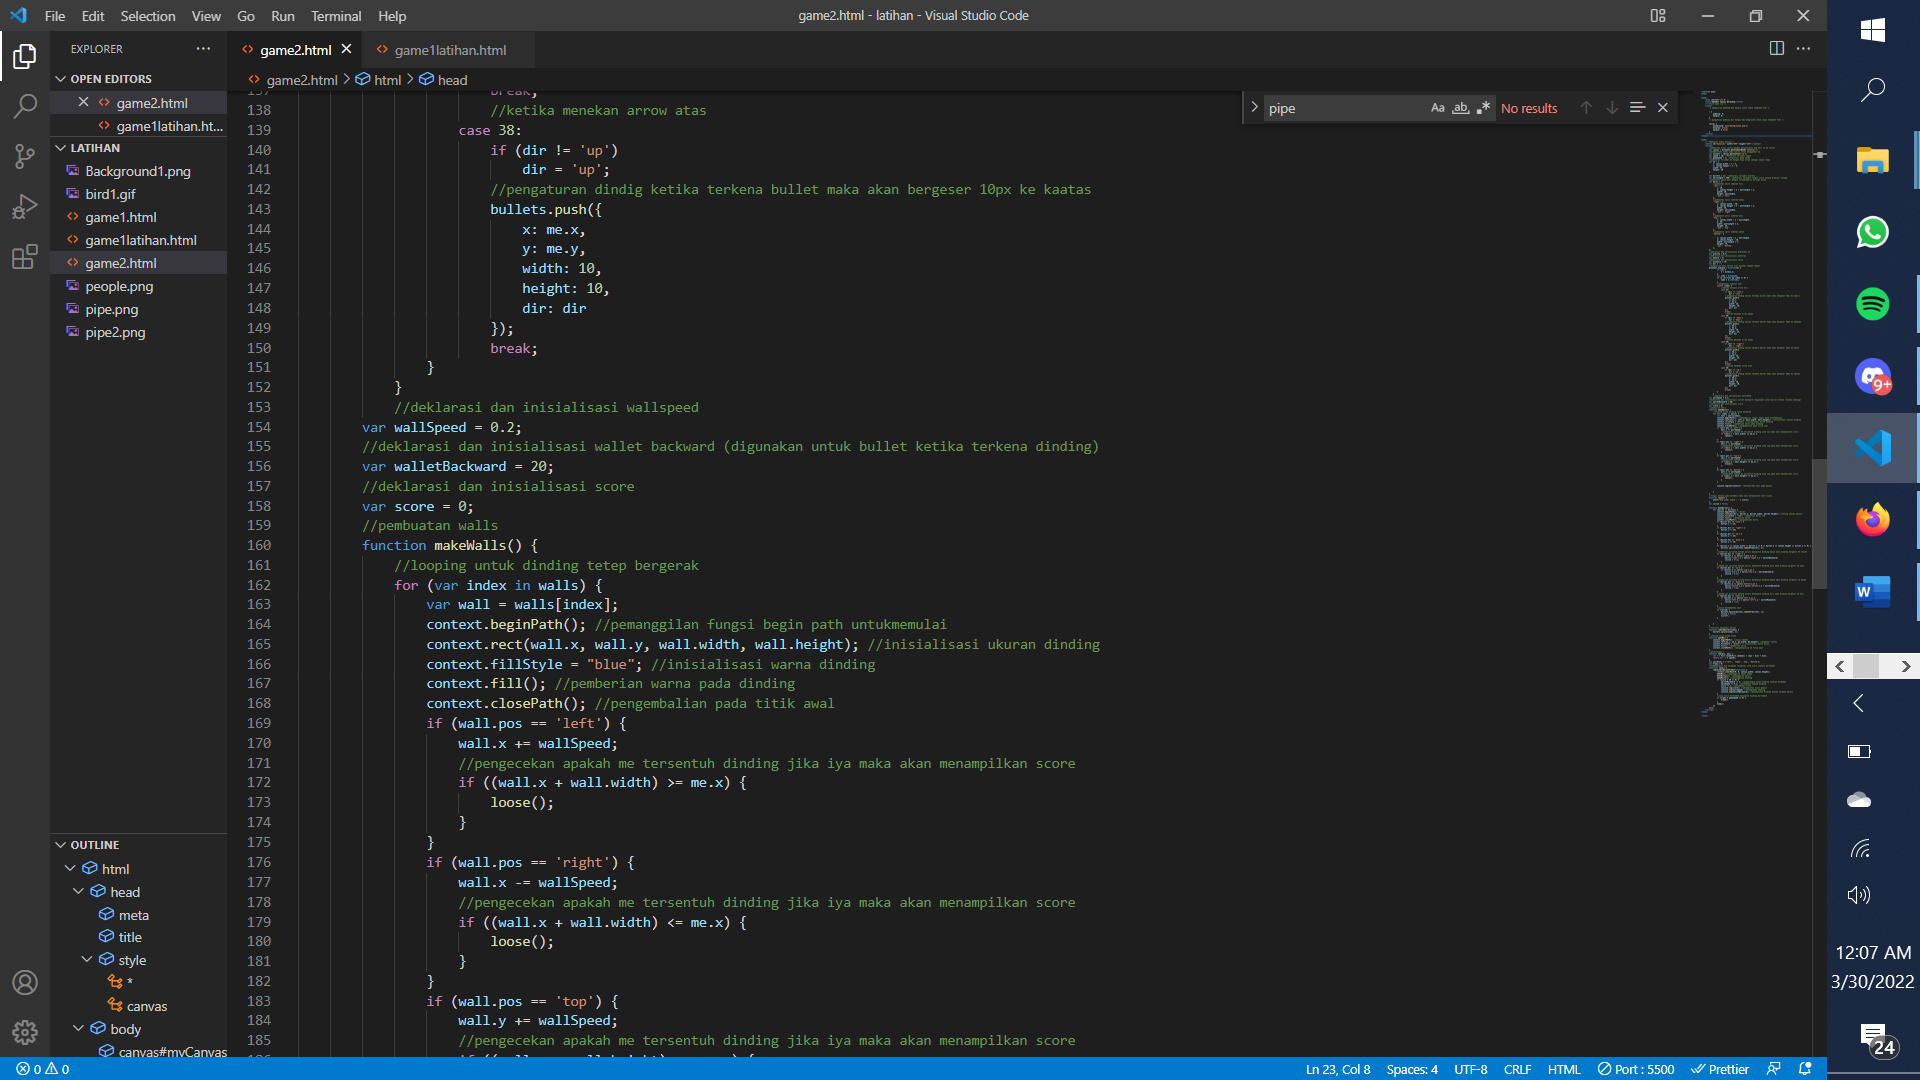 File Edit Selection View Go Run Terminal Help
game2.html - latihan - Visual Studio Code
EXPLORER
OPEN EDITORS
game2.html
game1latihan.ht...
LATIHAN
Background1.png
bird1.gif
game1.html
game1latihan.html
game2.html
people.png
pipe.png
pipe2.png
OUTLINE
html
head
meta
title
style
*
canvas
body
canvas#myCanvas
game2.html game1latihan.html
game2.html > html > head
pipe Aa ab No results
137 break;
138 //ketika menekan arrow atas
139 case 38:
140 if (dir != 'up')
141 dir = 'up';
142 //pengaturan dindig ketika terkena bullet maka akan bergeser 10px ke kaatas
143 bullets.push({
144 x: me.x,
145 y: me.y,
146 width: 10,
147 height: 10,
148 dir: dir
149 });
150 break;
151 }
152 }
153 //deklarasi dan inisialisasi wallspeed
154 var wallSpeed = 0.2;
155 //deklarasi dan inisialisasi wallet backward (digunakan untuk bullet ketika terkena dinding)
156 var walletBackward = 20;
157 //deklarasi dan inisialisasi score
158 var score = 0;
159 //pembuatan walls
160 function makeWalls() {
161 //looping untuk dinding tetep bergerak
162 for (var index in walls) {
163 var wall = walls[index];
164 context.beginPath(); //pemanggilan fungsi begin path untukmemulai
165 context.rect(wall.x, wall.y, wall.width, wall.height); //inisialisasi ukuran dinding
166 context.fillStyle = "blue"; //inisialisasi warna dinding
167 context.fill(); //pemberian warna pada dinding
168 context.closePath(); //pengembalian pada titik awal
169 if (wall.pos == 'left') {
170 wall.x += wallSpeed;
171 //pengecekan apakah me tersentuh dinding jika iya maka akan menampilkan score
172 if ((wall.x + wall.width) >= me.x) {
173 loose();
174 }
175 }
176 if (wall.pos == 'right') {
177 wall.x -= wallSpeed;
178 //pengecekan apakah me tersentuh dinding jika iya maka akan menampilkan score
179 if ((wall.x + wall.width) <= me.x) {
180 loose();
181 }
182 }
183 if (wall.pos == 'top') {
184 wall.y += wallSpeed;
185 //pengecekan apakah me tersentuh dinding jika iya maka akan menampilkan score
0 0
Ln 23, Col 8 Spaces: 4 UTF-8 CRLF HTML Port : 5500 Prettier
9+
W
12:07 AM
3/30/2022
24